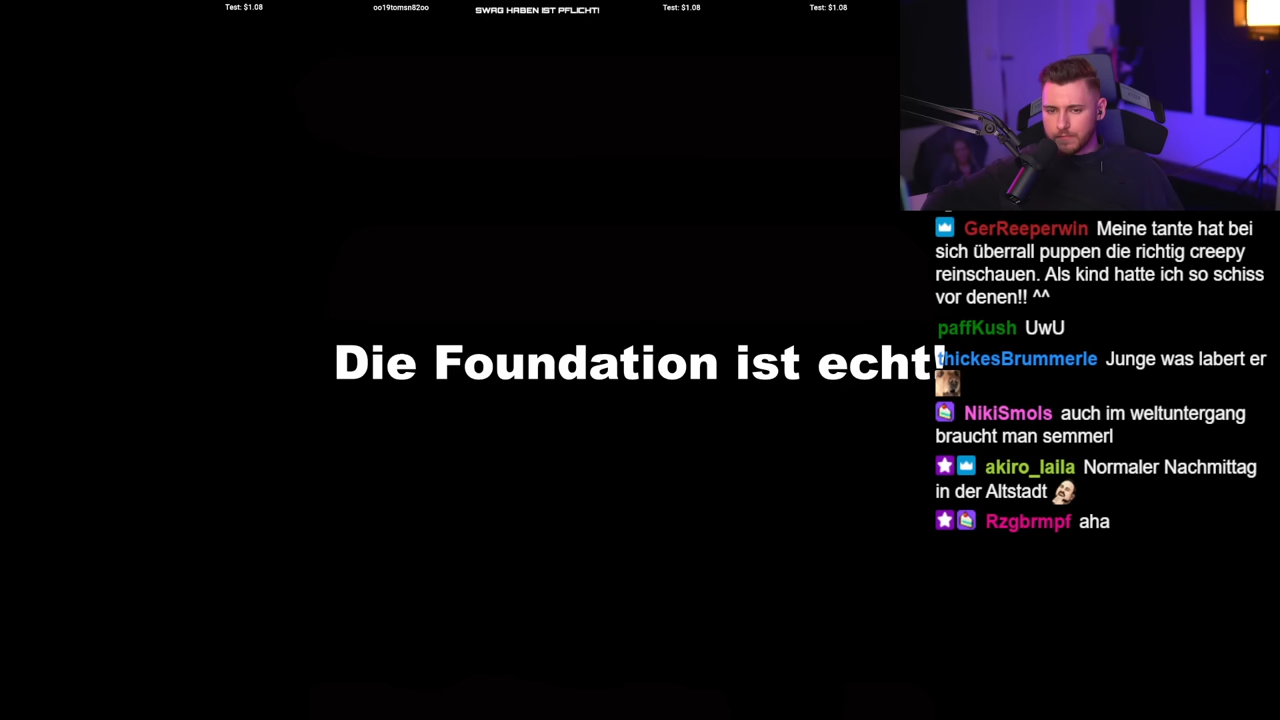 Test: $1.08
oo19tomsn82oo
SWAG HABEN IST PFLICHT!
Test: $1.08
Test: $1.08
GerReeperwin Meine tante hat bei
sich überrall puppen die richtig creepy
reinschauen. Als kind hatte ich so schiss
vor denen!! ^^
paffKush UwU
Die Foundation ist echt!
thickesBrummerle Junge was labert er
NikiSmols auch im weltuntergang
braucht man semmerl
akiro_laila Normaler Nachmittag
in der Altstadt
Rzgbrmpf aha